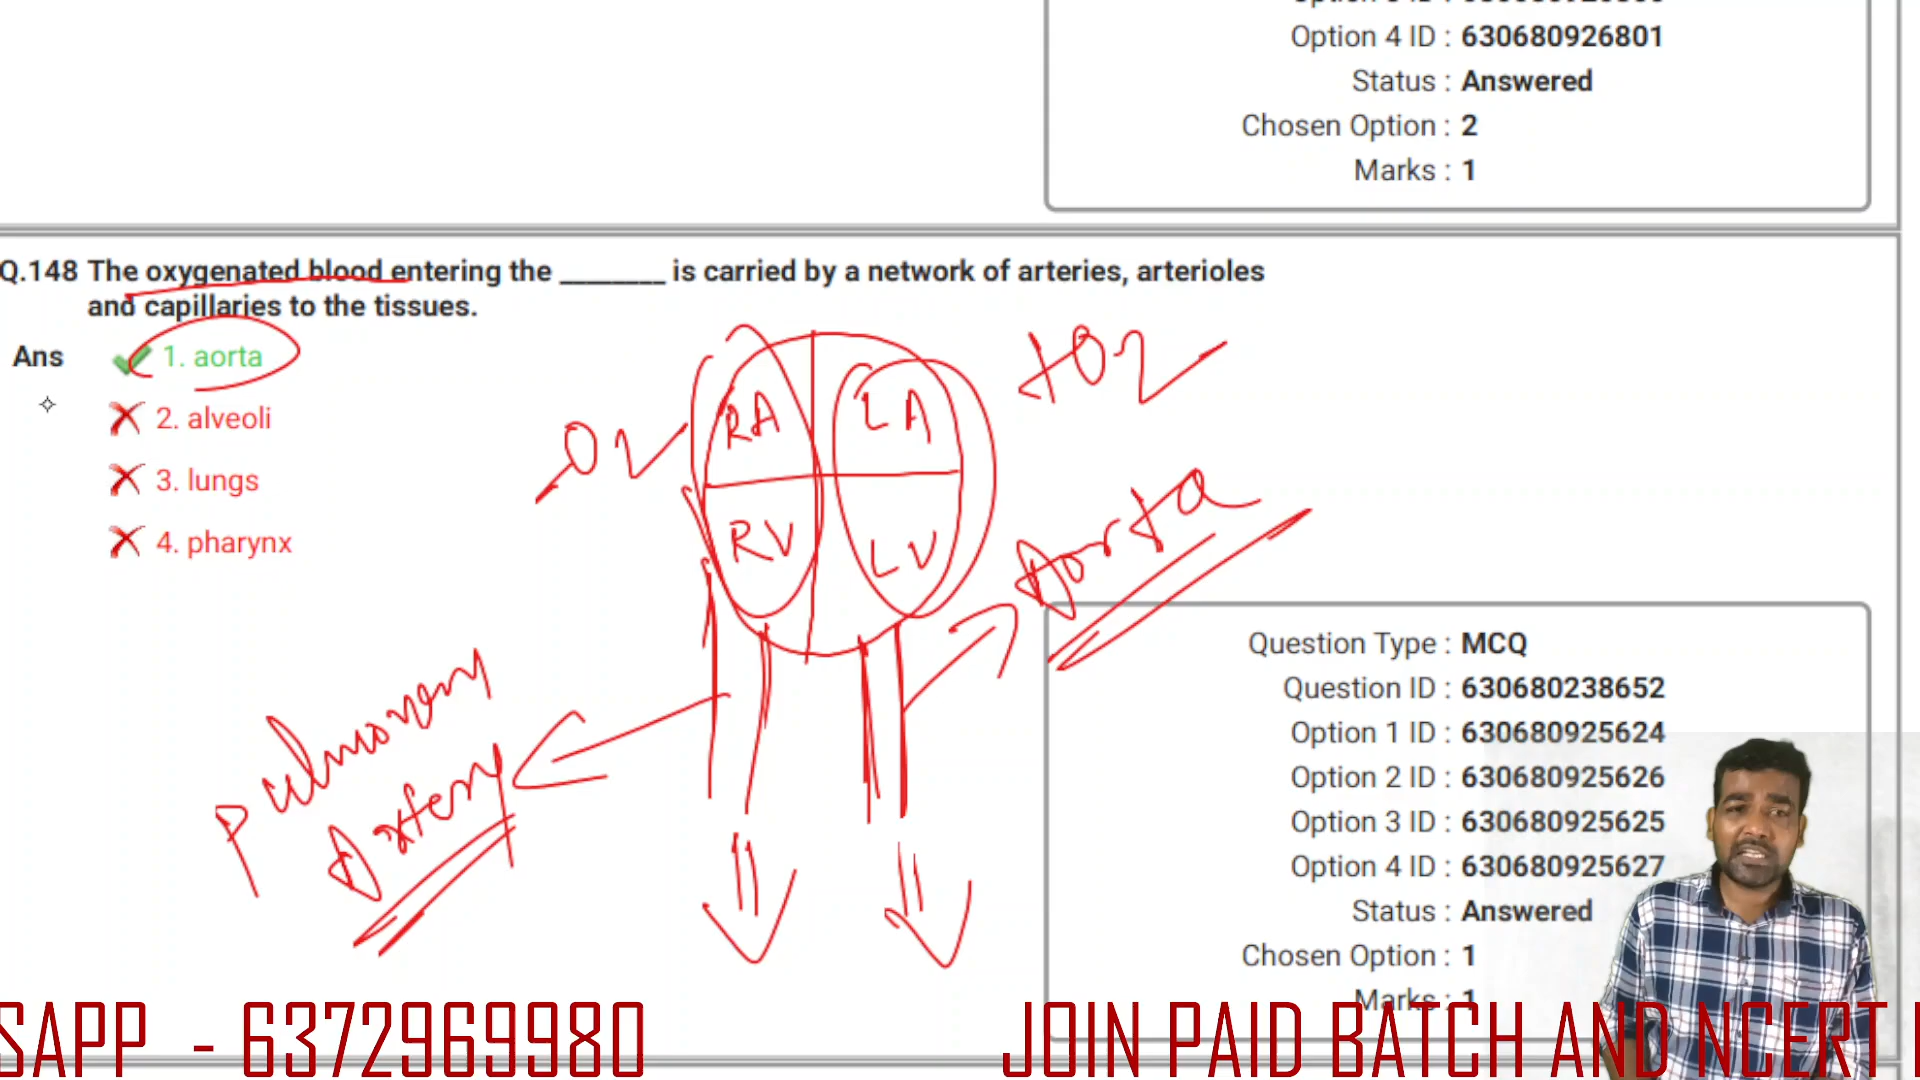 Option 4 ID : 630680926801
Status : Answered
Chosen Option : 2
Marks : 1
Q.148 The oxygenated blood entering the ________ is carried by a network of arteries, arterioles
and capillaries to the tissues.
Ans 1. aorta
2. alveoli
3. lungs
4. pharynx
+O2
-O2
RA LA
RV LV
Aorta
Pulmonary
Artery
Question Type : MCQ
Question ID : 630680238652
Option 1 ID : 630680925624
Option 2 ID : 630680925626
Option 3 ID : 630680925625
Option 4 ID : 630680925627
Status : Answered
Chosen Option : 1
Marks : 1
SAPP - 6372969980 JOIN PAID BATCH AND NCERT